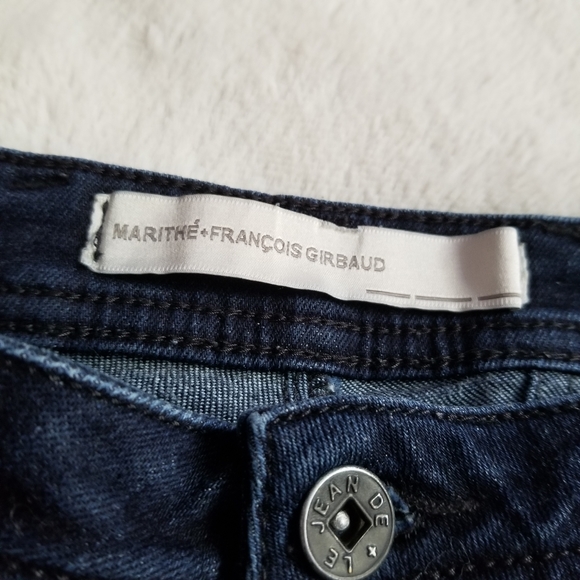 MARITHÉ+FRANÇOIS GIRBAUD
LE JEAN DE +